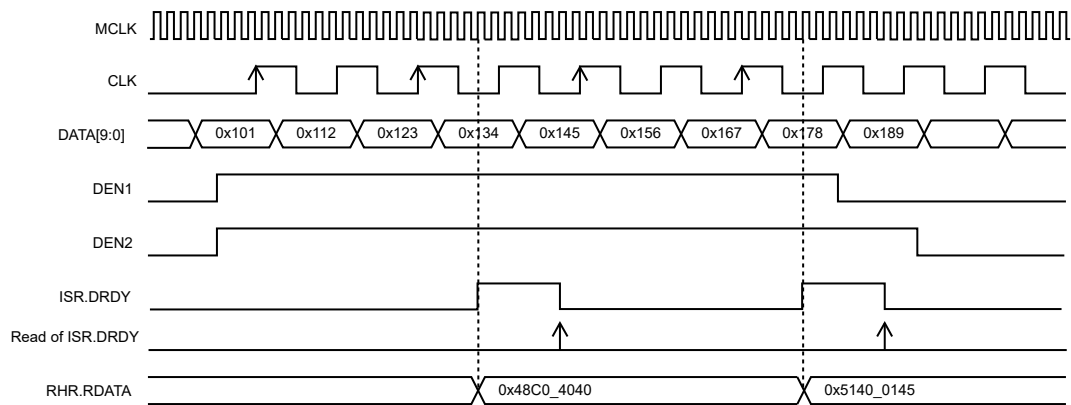 MCLK
CLK
DATA[9:0] 0x101 0x112 0x123 0x134 0x145 0x156 0x167 0x178 0x189
DEN1
DEN2
ISR.DRDY
Read of ISR.DRDY
RHR.RDATA 0x48C0_4040 0x5140_0145